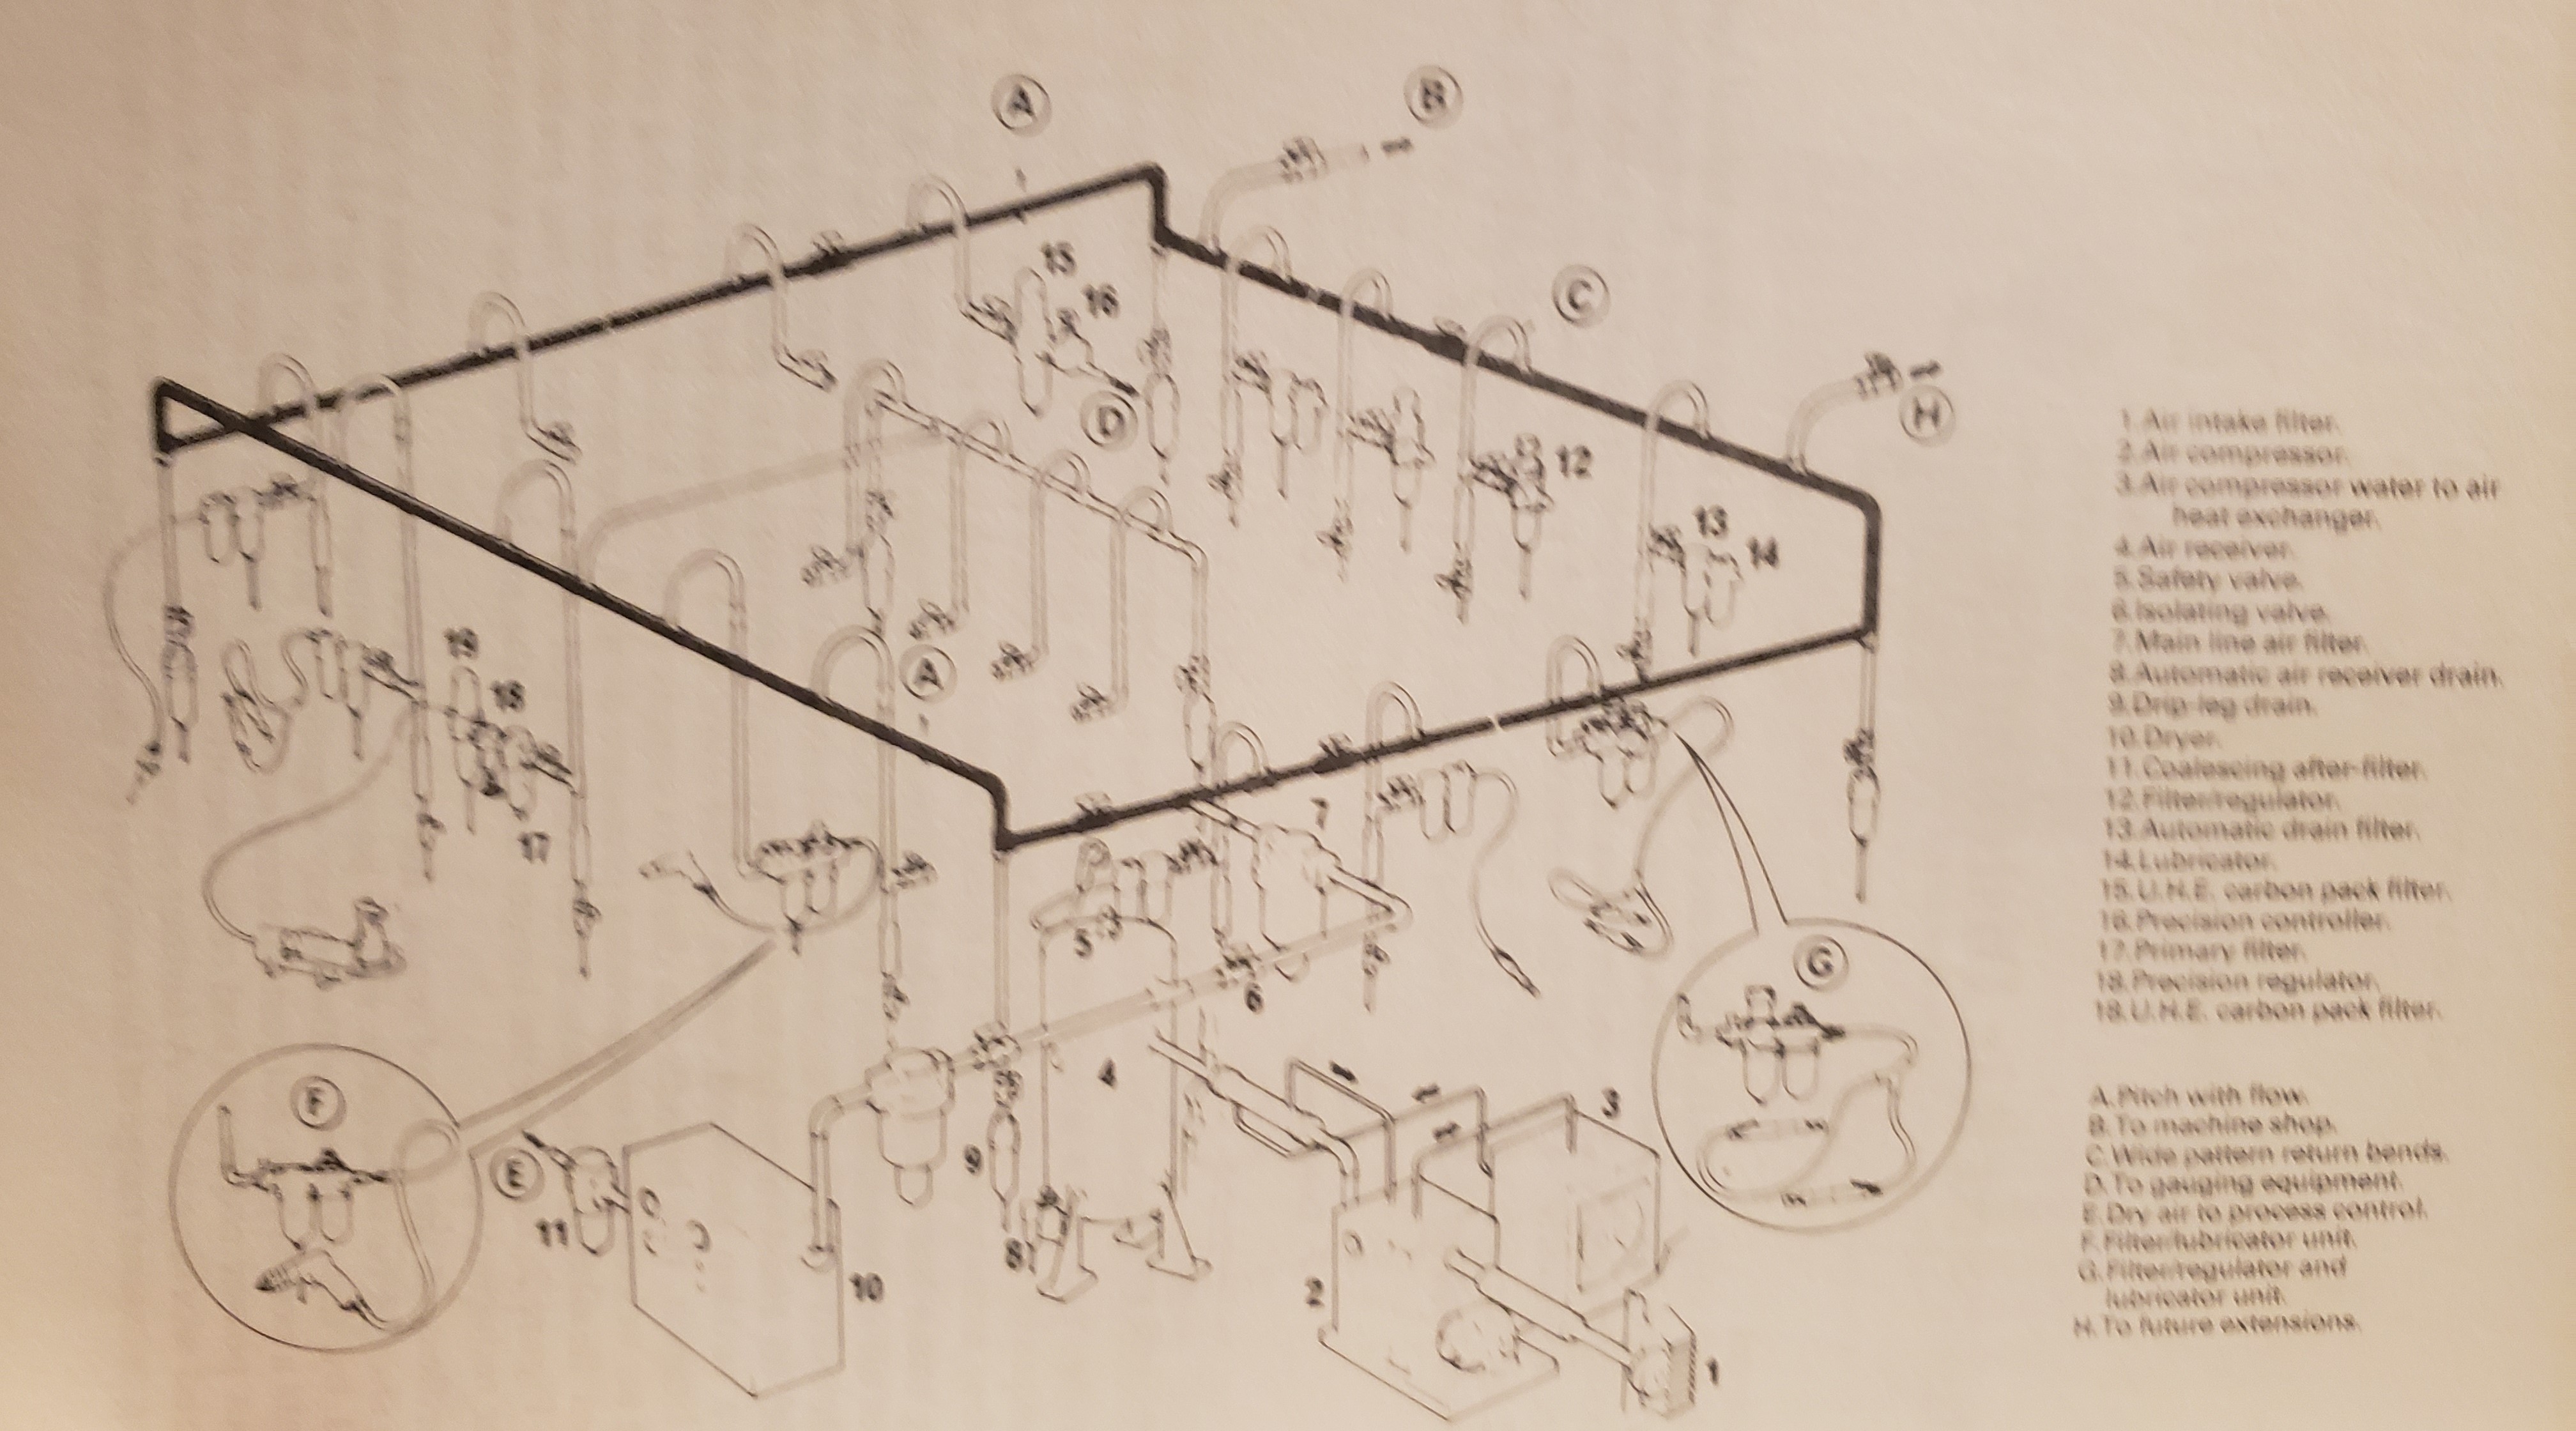 A
B
15
16
C
D
H
12
13
14
A
19
18
17
7
5
6
G
4
3
F
9
E
11
8
10
2
1
1.Air intake filter.
2.Air compressor.
3.Air compressor water to air
heat exchanger.
4.Air receiver.
5.Safety valve.
6.Isolating valve.
7.Main line air filter.
8.Automatic air receiver drain.
9.Drip-leg drain.
10.Dryer.
11.Coalescing after-filter.
12.Filter/regulator.
13.Automatic drain filter.
14.Lubricator.
15.U.H.E. carbon pack filter.
16.Precision controller.
17.Primary filter.
18.Precision regulator.
18.U.H.E. carbon pack filter.
A.Pitch with flow.
B.To machine shop.
C.Wide pattern return bends.
D.To gauging equipment.
E.Dry air to process control.
F.Filter/lubricator unit.
G.Filter/regulator and
lubricator unit.
H.To future extensions.